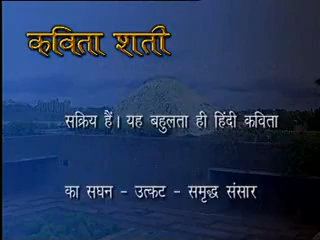 कविता शती
सक्रिय हैं। यह बहुलता ही हिंदी कविता
का सघन - उत्कट - समृद्ध संसार